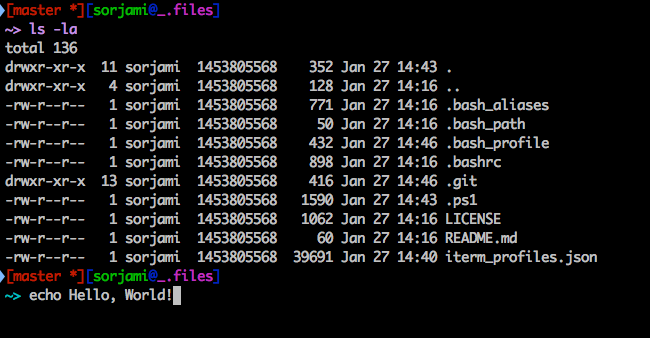 [master *][sorjami@_.files]
~> ls -la
total 136
drwxr-xr-x  11 sorjami  1453805568    352 Jan 27 14:43 .
drwxr-xr-x   4 sorjami  1453805568    128 Jan 27 14:16 ..
-rw-r--r--   1 sorjami  1453805568    771 Jan 27 14:16 .bash_aliases
-rw-r--r--   1 sorjami  1453805568     50 Jan 27 14:16 .bash_path
-rw-r--r--   1 sorjami  1453805568    432 Jan 27 14:46 .bash_profile
-rw-r--r--   1 sorjami  1453805568    898 Jan 27 14:16 .bashrc
drwxr-xr-x  13 sorjami  1453805568    416 Jan 27 14:46 .git
-rw-r--r--   1 sorjami  1453805568   1590 Jan 27 14:43 .ps1
-rw-r--r--   1 sorjami  1453805568   1062 Jan 27 14:16 LICENSE
-rw-r--r--   1 sorjami  1453805568     60 Jan 27 14:16 README.md
-rw-r--r--   1 sorjami  1453805568  39691 Jan 27 14:40 iterm_profiles.json
[master *][sorjami@_.files]
~> echo Hello, World!